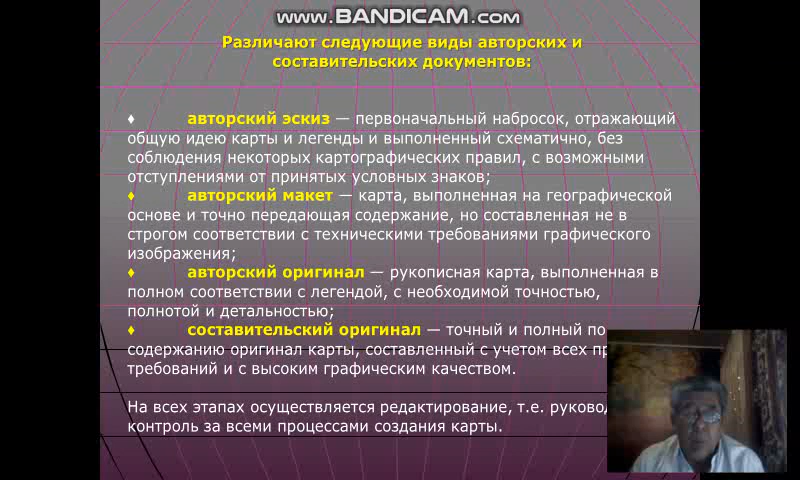 www.BANDICAM.com
Различают следующие виды авторских и
составительских документов:
♦ авторский эскиз — первоначальный набросок, отражающий
общую идею карты и легенды и выполненный схематично, без
соблюдения некоторых картографических правил, с возможными
отступлениями от принятых условных знаков;
♦ авторский макет — карта, выполненная на географической
основе и точно передающая содержание, но составленная не в
строгом соответствии с техническими требованиями графического
изображения;
♦ авторский оригинал — рукописная карта, выполненная в
полном соответствии с легендой, с необходимой точностью,
полнотой и детальностью;
♦ составительский оригинал — точный и полный по
содержанию оригинал карты, составленный с учетом всех
требований и с высоким графическим качеством.
На всех этапах осуществляется редактирование, т.е.
контроль за всеми процессами создания карты.